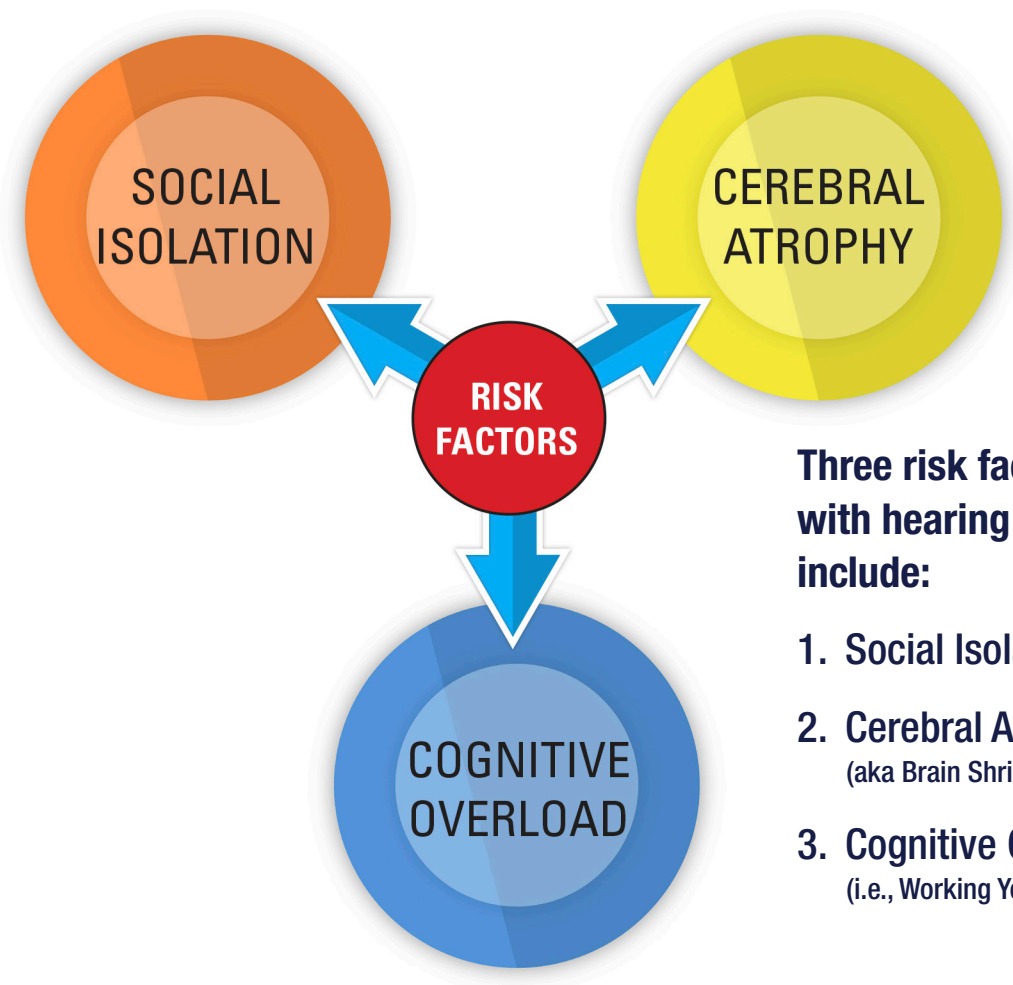 SOCIAL
ISOLATION
CEREBRAL
ATROPHY
RISK
FACTORS
COGNITIVE
OVERLOAD
Three risk
with hearing
include:
1. Social
2. Cerebral
(aka Brain
3. Cognitive
(i.e., Working